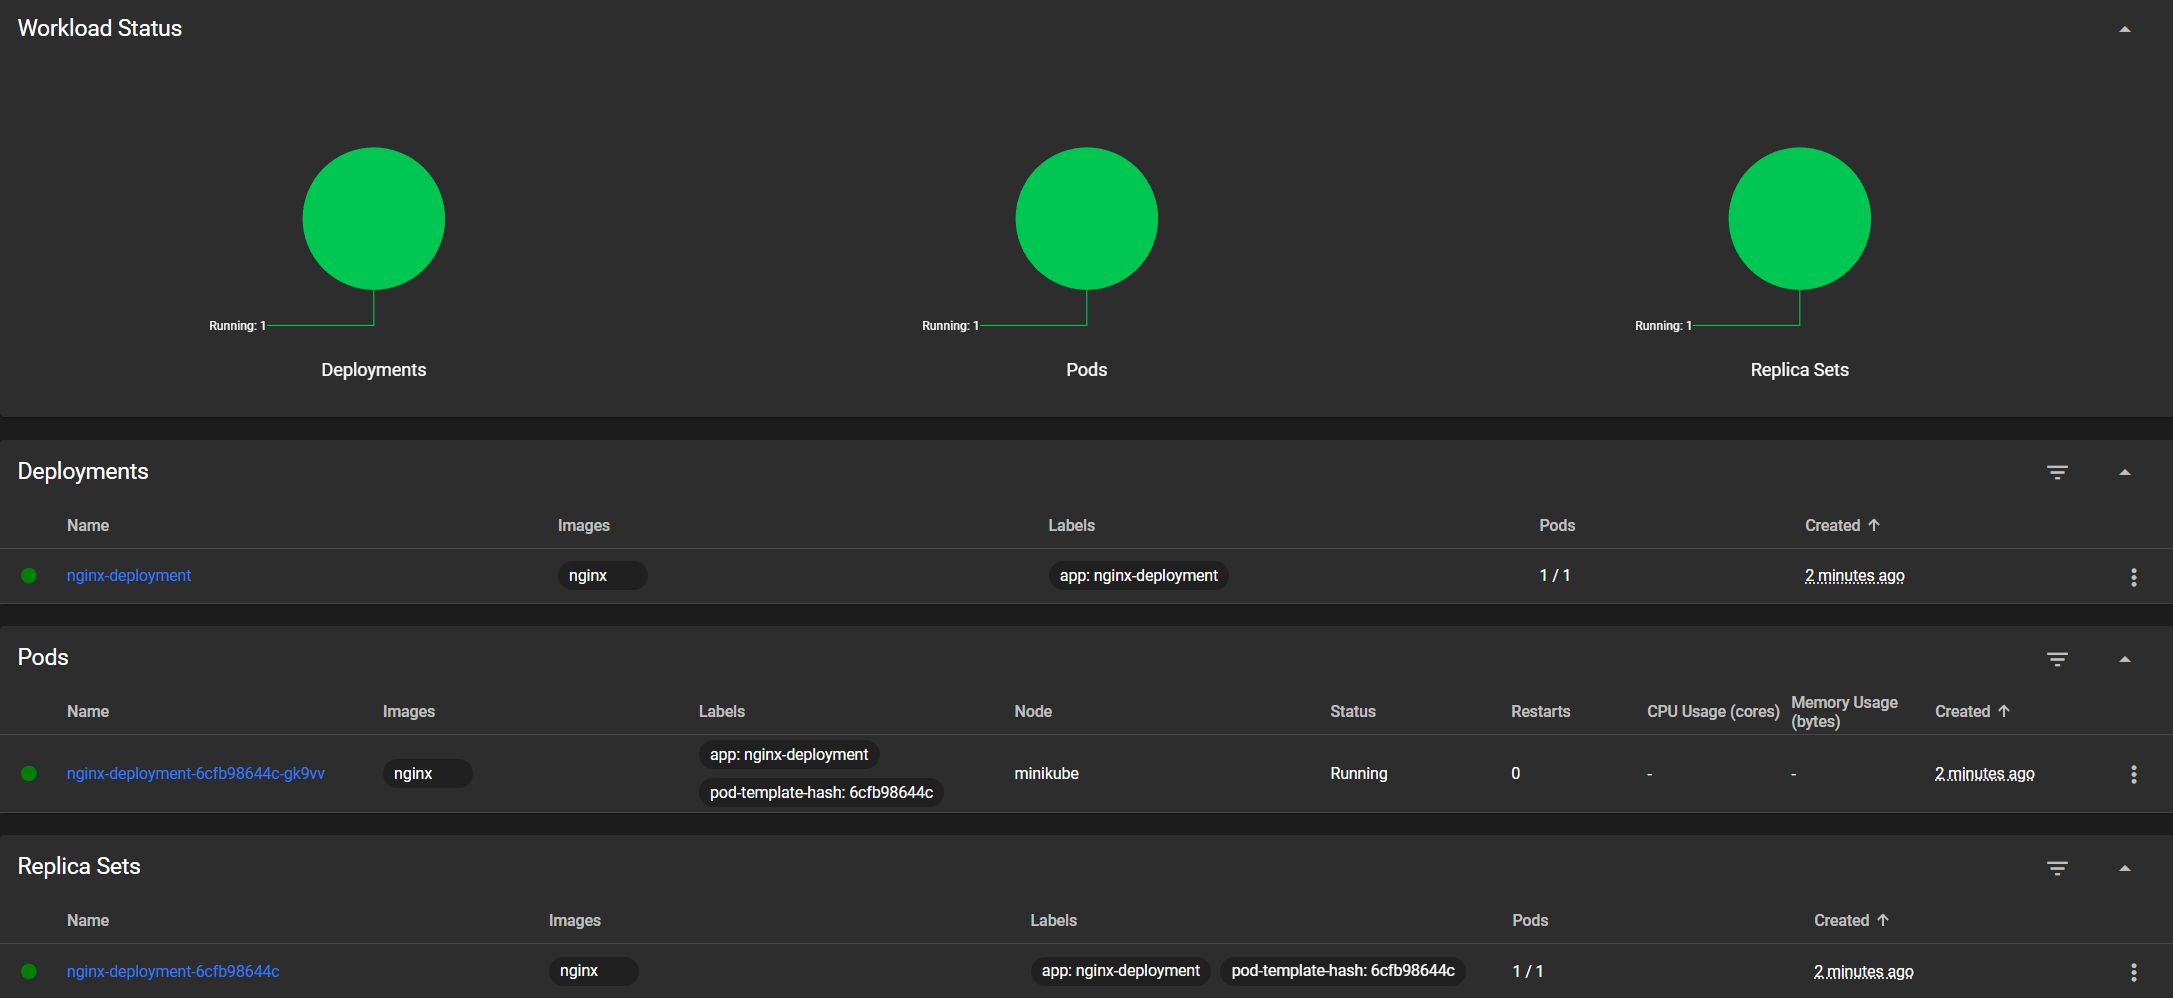 Workload Status
Running: 1
Running: 1
Running: 1
Deployments
Pods
Replica Sets
Deployments
Name Images Labels Pods Created
nginx-deployment nginx app: nginx-deployment 1 / 1 2 minutes ago
Pods
Name Images Labels Node Status Restarts CPU Usage (cores) Memory Usage (bytes) Created
nginx-deployment-6cfb98644c-gk9vv nginx app: nginx-deployment minikube Running 0 - - 2 minutes ago
pod-template-hash: 6cfb98644c
Replica Sets
Name Images Labels Pods Created
nginx-deployment-6cfb98644c nginx app: nginx-deployment pod-template-hash: 6cfb98644c 1 / 1 2 minutes ago